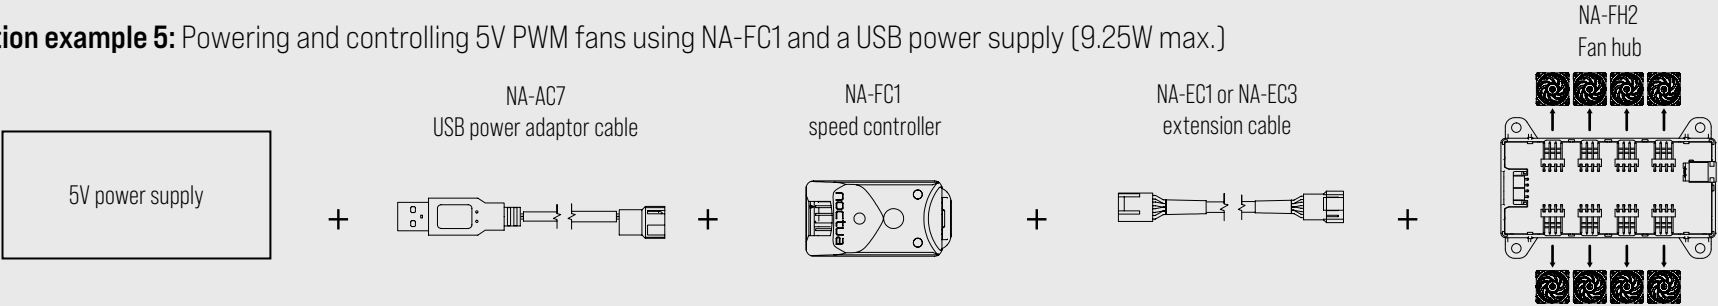 tion example 5: Powering and controlling 5V PWM fans using NA-FC1 and a USB power supply (9.25W max.)
NA-FH2
Fan hub
NA-AC7
USB power adaptor cable
NA-FC1
speed controller
NA-EC1 or NA-EC3
extension cable
5V power supply
+
+
noctua
+
+